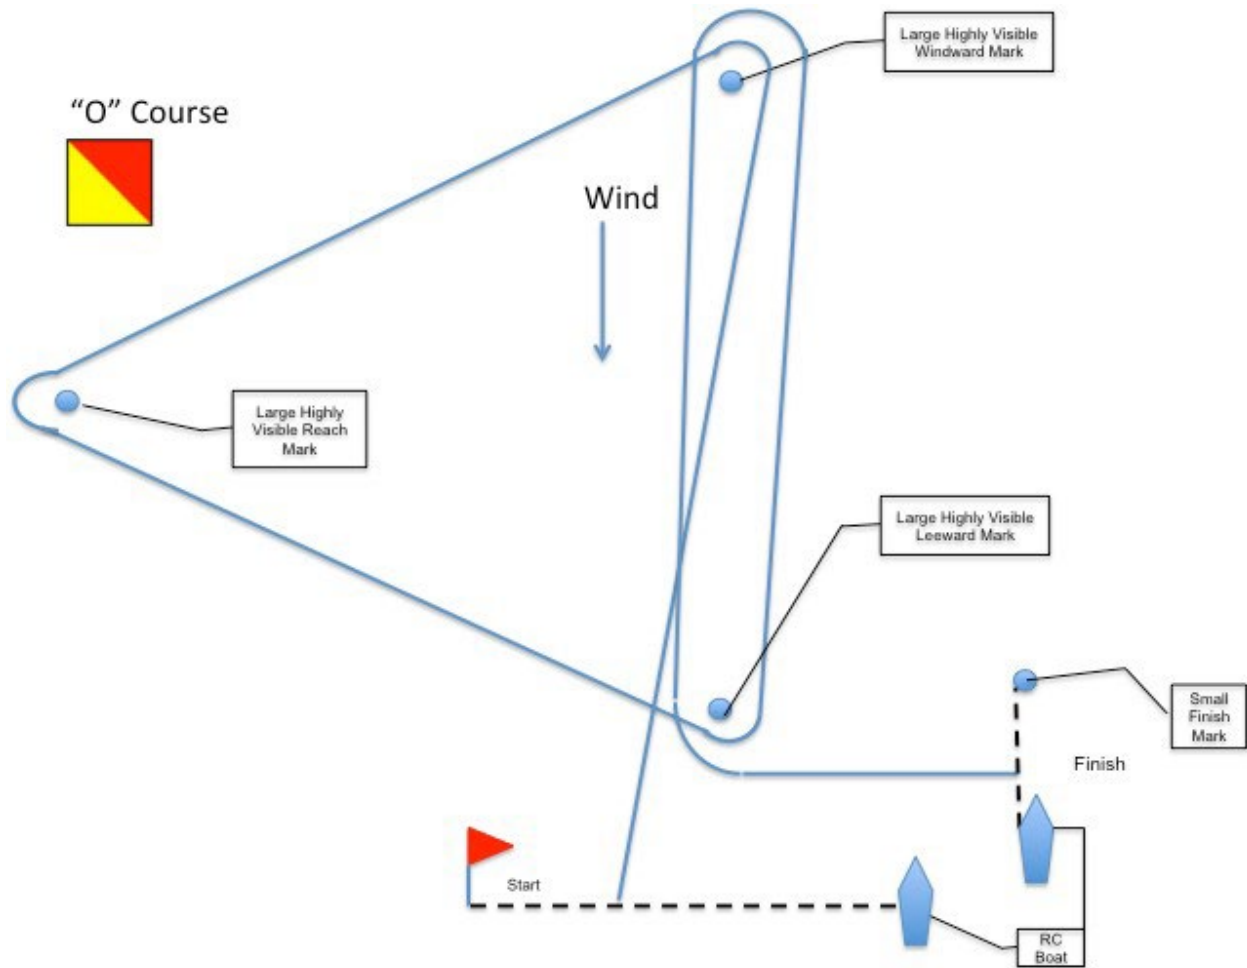 Large Highly Visible
Windward Mark
“O” Course
Wind
Large Highly
Visible Reach
Mark
Large Highly Visible
Leeward Mark
Small
Finish
Mark
Finish
Start
RC
Boat